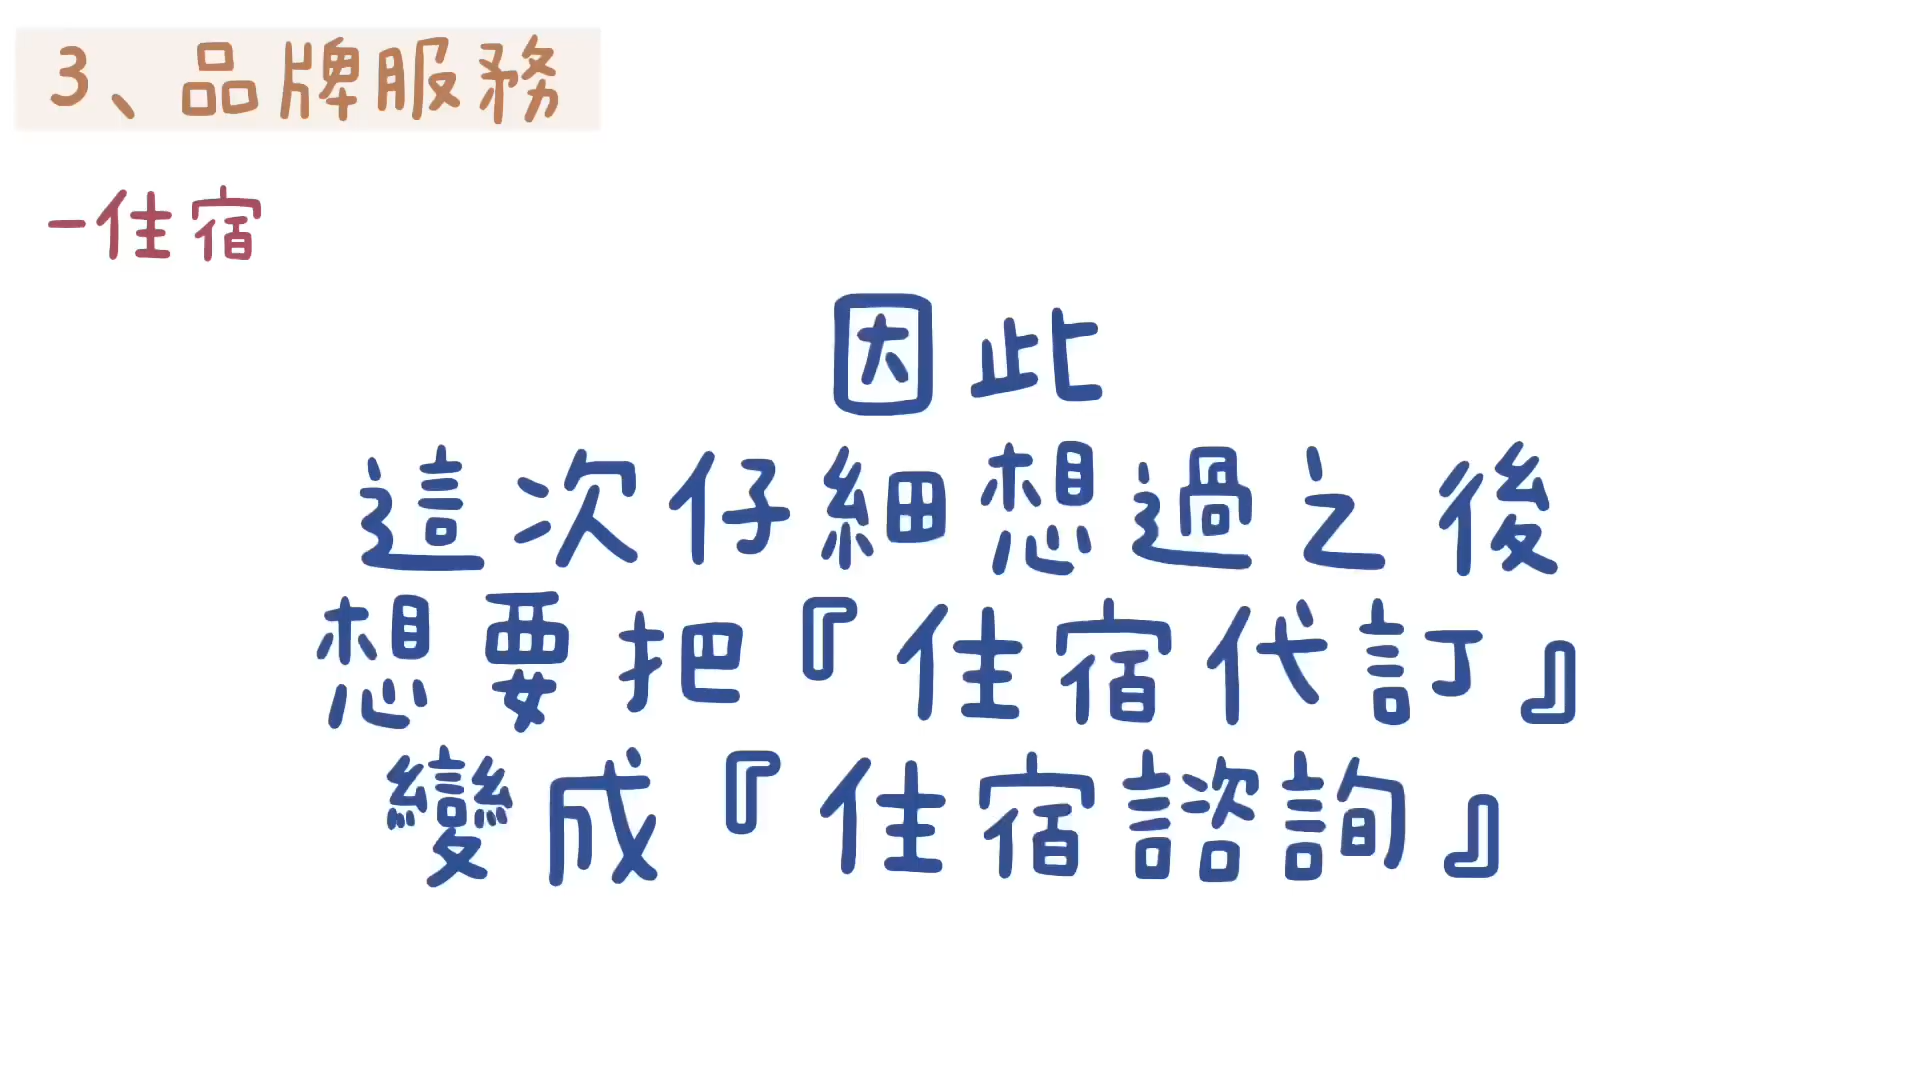 3、品牌服務
-住宿
因此
這次仔細想過之後
想要把『住宿代訂』
變成『住宿諮詢』